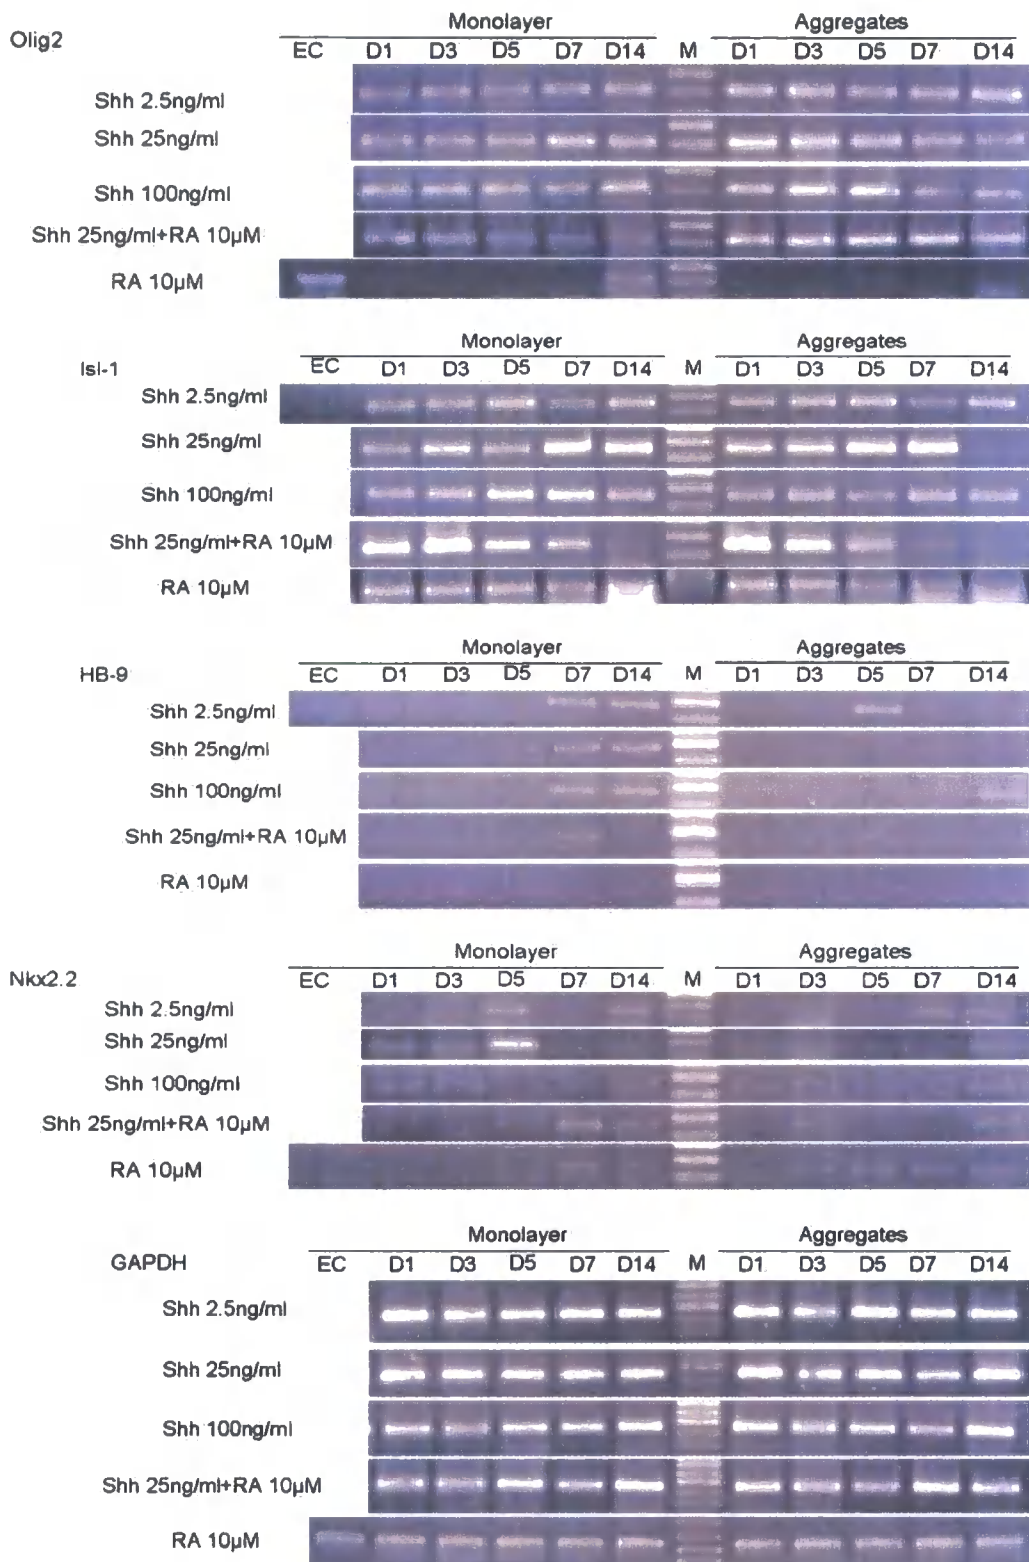 Monolayer Aggregates
Olig2 EC D1 D3 D5 D7 D14 M D1 D3 D5 D7 D14
Shh 2.5ng/ml
Shh 25ng/ml
Shh 100ng/ml
Shh 25ng/ml+RA 10µM
RA 10µM
Monolayer Aggregates
Isl-1 EC D1 D3 D5 D7 D14 M D1 D3 D5 D7 D14
Shh 2.5ng/ml
Shh 25ng/ml
Shh 100ng/ml
Shh 25ng/ml+RA 10µM
RA 10µM
Monolayer Aggregates
HB-9 EC D1 D3 D5 D7 D14 M D1 D3 D5 D7 D14
Shh 2.5ng/ml
Shh 25ng/ml
Shh 100ng/ml
Shh 25ng/ml+RA 10µM
RA 10µM
Monolayer Aggregates
Nkx2.2 EC D1 D3 D5 D7 D14 M D1 D3 D5 D7 D14
Shh 2.5ng/ml
Shh 25ng/ml
Shh 100ng/ml
Shh 25ng/ml+RA 10µM
RA 10µM
Monolayer Aggregates
GAPDH EC D1 D3 D5 D7 D14 M D1 D3 D5 D7 D14
Shh 2.5ng/ml
Shh 25ng/ml
Shh 100ng/ml
Shh 25ng/ml+RA 10µM
RA 10µM